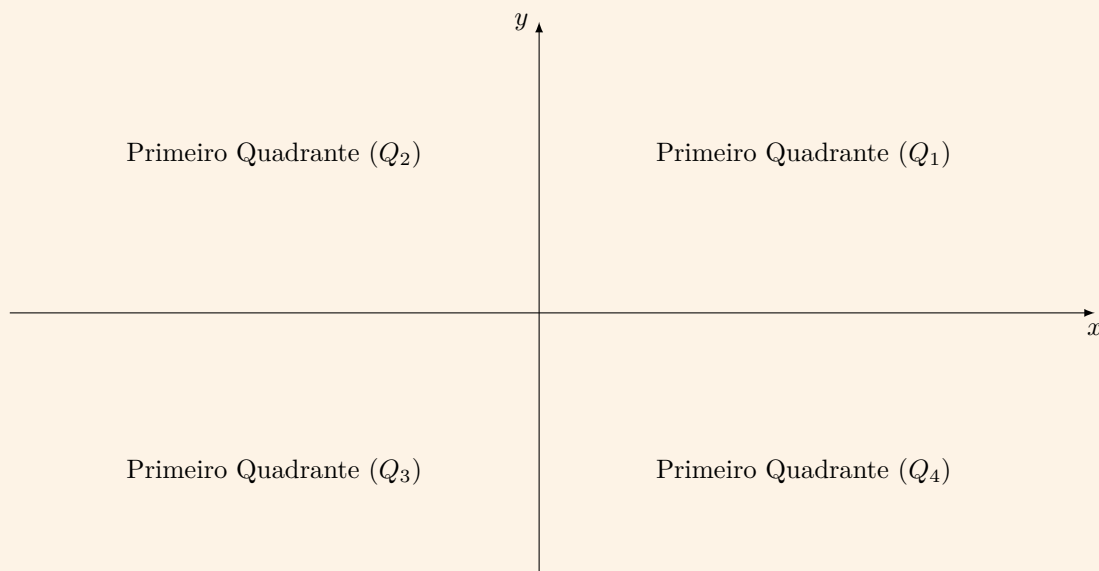 y
Primeiro Quadrante (Q₂)
Primeiro Quadrante (Q₁)
x
Primeiro Quadrante (Q₃)
Primeiro Quadrante (Q₄)